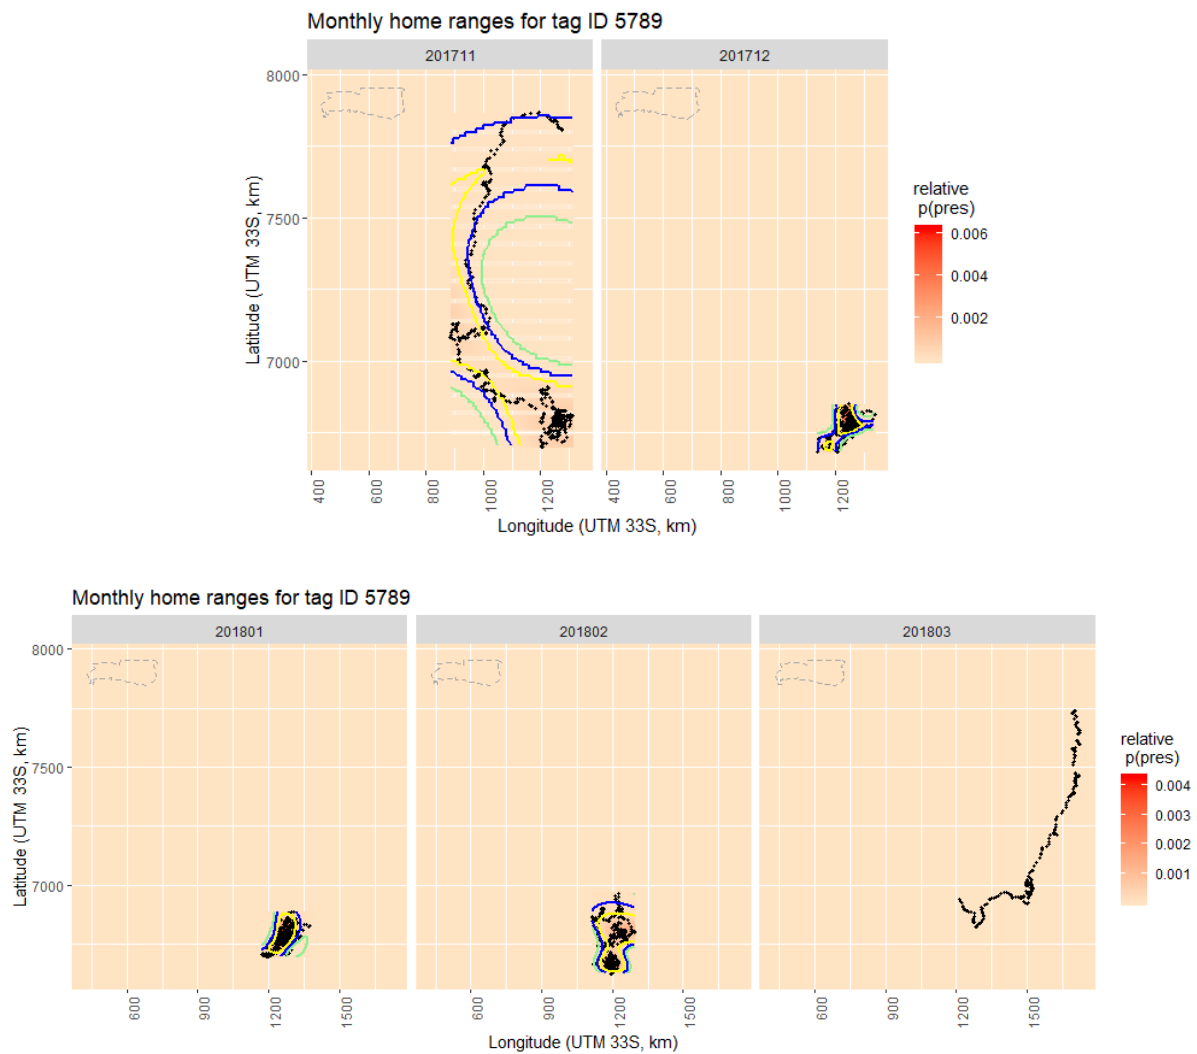 Monthly home ranges for tag ID 5789
201711 201712
8000
7500
7000
Latitude (UTM 33S, km)
400 600 800 1000 1200 400 600 800 1000 1200
Longitude (UTM 33S, km)
relative
p(pres)
0.006
0.004
0.002
Monthly home ranges for tag ID 5789
201801 201802 201803
8000
7500
7000
Latitude (UTM 33S, km)
600 900 1200 1500 600 900 1200 1500 600 900 1200 1500
Longitude (UTM 33S, km)
relative
p(pres)
0.004
0.003
0.002
0.001